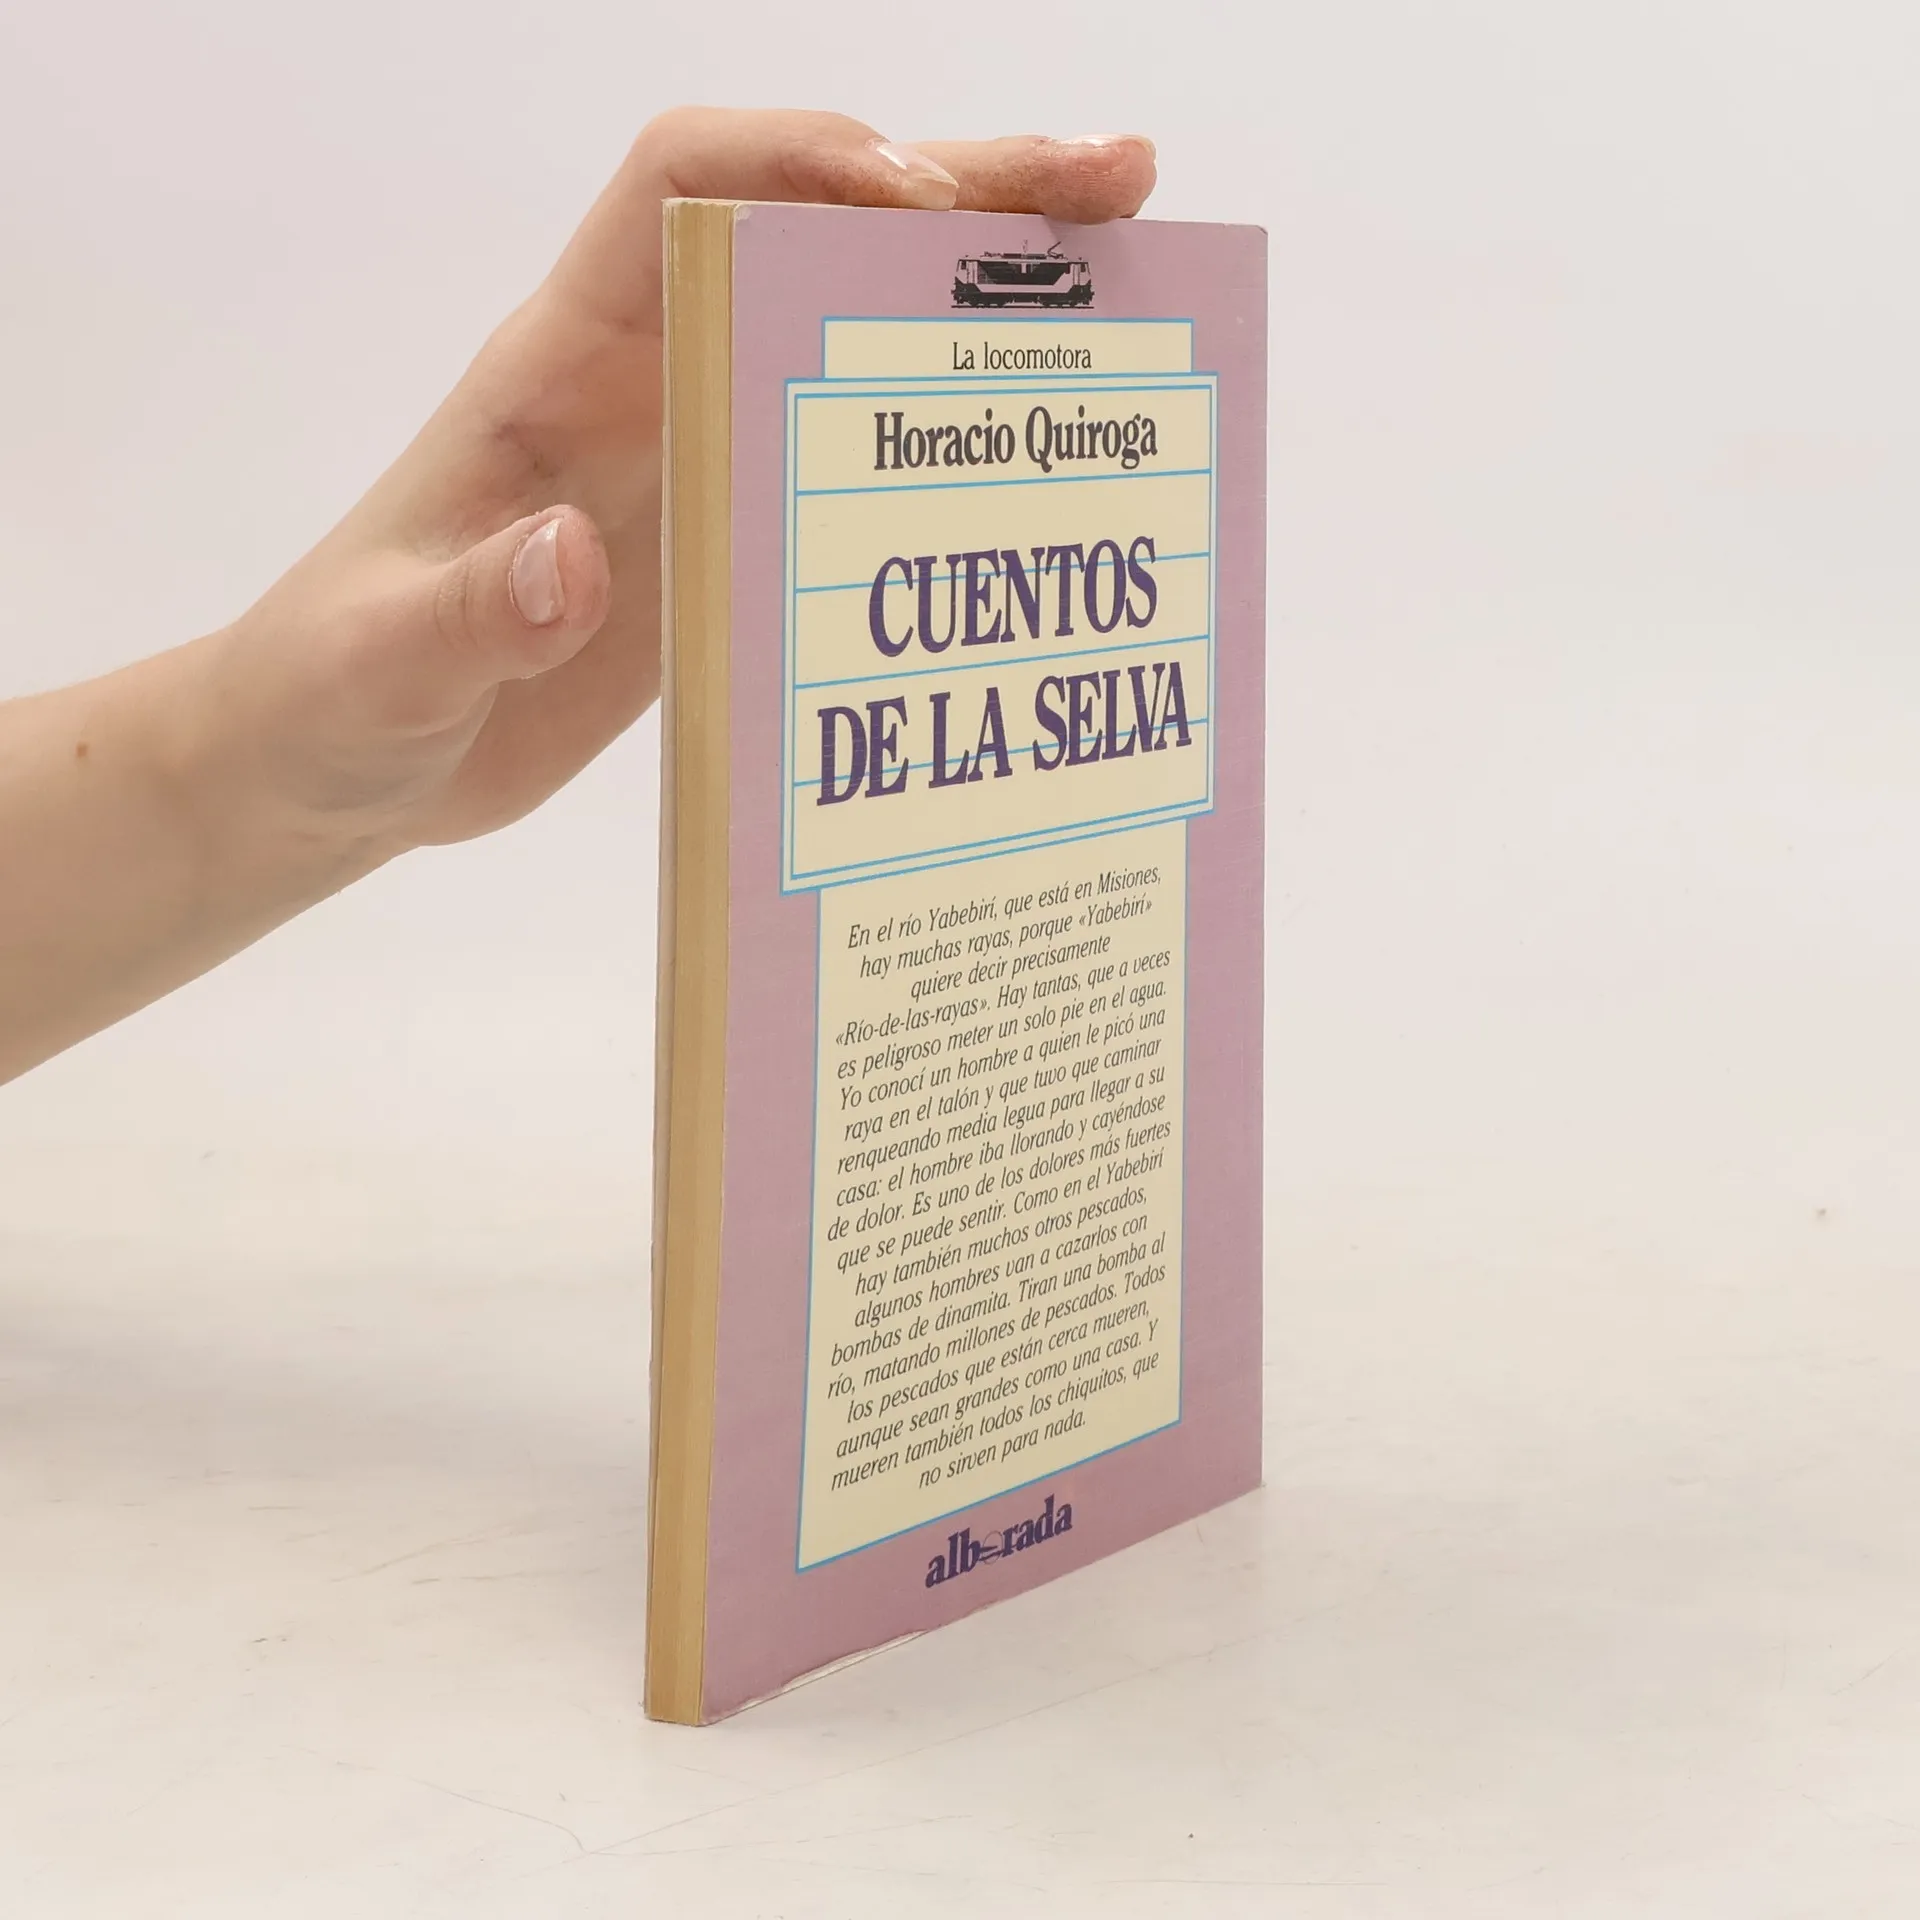 La locomotora
Horacio Quiroga
CUENTOS
DE LA SELVA
En el río Yabebirí, que está en Misiones,
hay muchas rayas, porque «Yabebirí»
quiere decir precisamente
«Río-de-las-rayas». Hay tantas, que a veces
es peligroso meter un solo pie en el agua.
Yo conocí un hombre a quien le picó una
raya en el talón y que tuvo que caminar
renqueando media legua para llegar a su
casa: el hombre iba llorando y cayéndose
de dolor. Es uno de los dolores más fuertes
que se puede sentir. Como en el Yabebirí
hay también muchos otros pescados,
algunos hombres van a cazarlos con
bombas de dinamita. Tiran una bomba al
río, matando millones de pescados. Todos
los pescados que están cerca mueren,
aunque sean grandes como una casa. Y
mueren también todos los chiquitos, que
no sirven para nada.
alborada